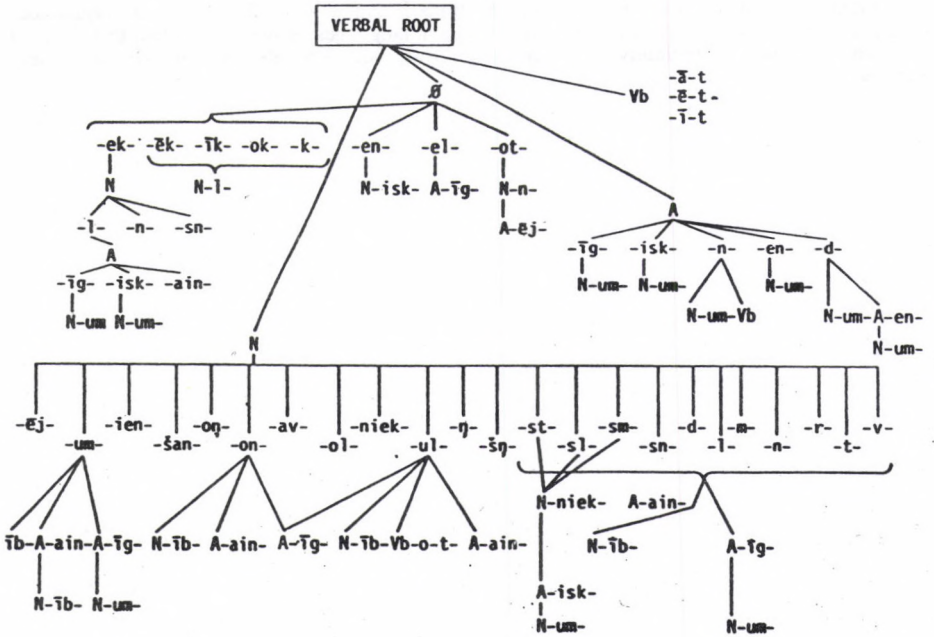 VERBAL ROOT
-ā-t
Vb -ē-t-
-ī-t
Ø
-ek- -ēk- -īk- -ok- -k- -en- -el- -ot-
N N-l- N-isk- A-īg- N-n-
-l- -n- -sn- A A-ēj-
A -īg- -isk- -n- -en- -d-
-īg- -isk- -ain- N-um- N-um- N-um- N-um-Vb N-um- N-um-A-en-
N-um N-um- N-um-
N
-ēj- -ien- -oņ- -av- -niek- -ņ- -st- -sm- -d- -m- -r- -v-
-um- -šan- -on- -ol- -ul- -šņ- -sl- -sn- -l- -n- -t-
N-niek- A-ain-
īb-A-ain-A-īg- N-īb- A-ain- A-īg- N-īb-Vb-o-t- A-ain- N-īb- A-īg-
N-īb- N-um- A-isk-
N-um- N-um-